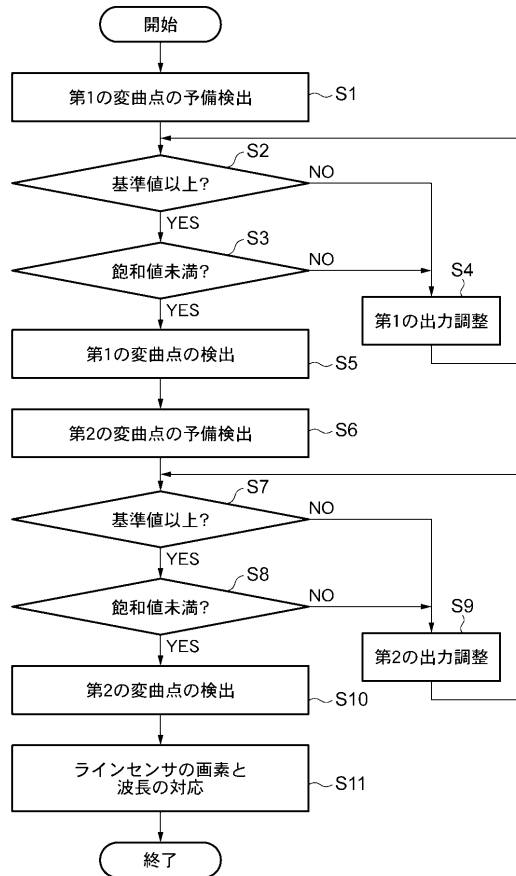 開始
第1の変曲点の予備検出
S1
S2
基準値以上?
NO
YES
S3
飽和値未満?
NO
YES
S4
第1の出力調整
第1の変曲点の検出
S5
第2の変曲点の予備検出
S6
S7
基準値以上?
NO
YES
S8
飽和値未満?
NO
YES
S9
第2の出力調整
第2の変曲点の検出
S10
ラインセンサの画素と
波長の対応
S11
終了